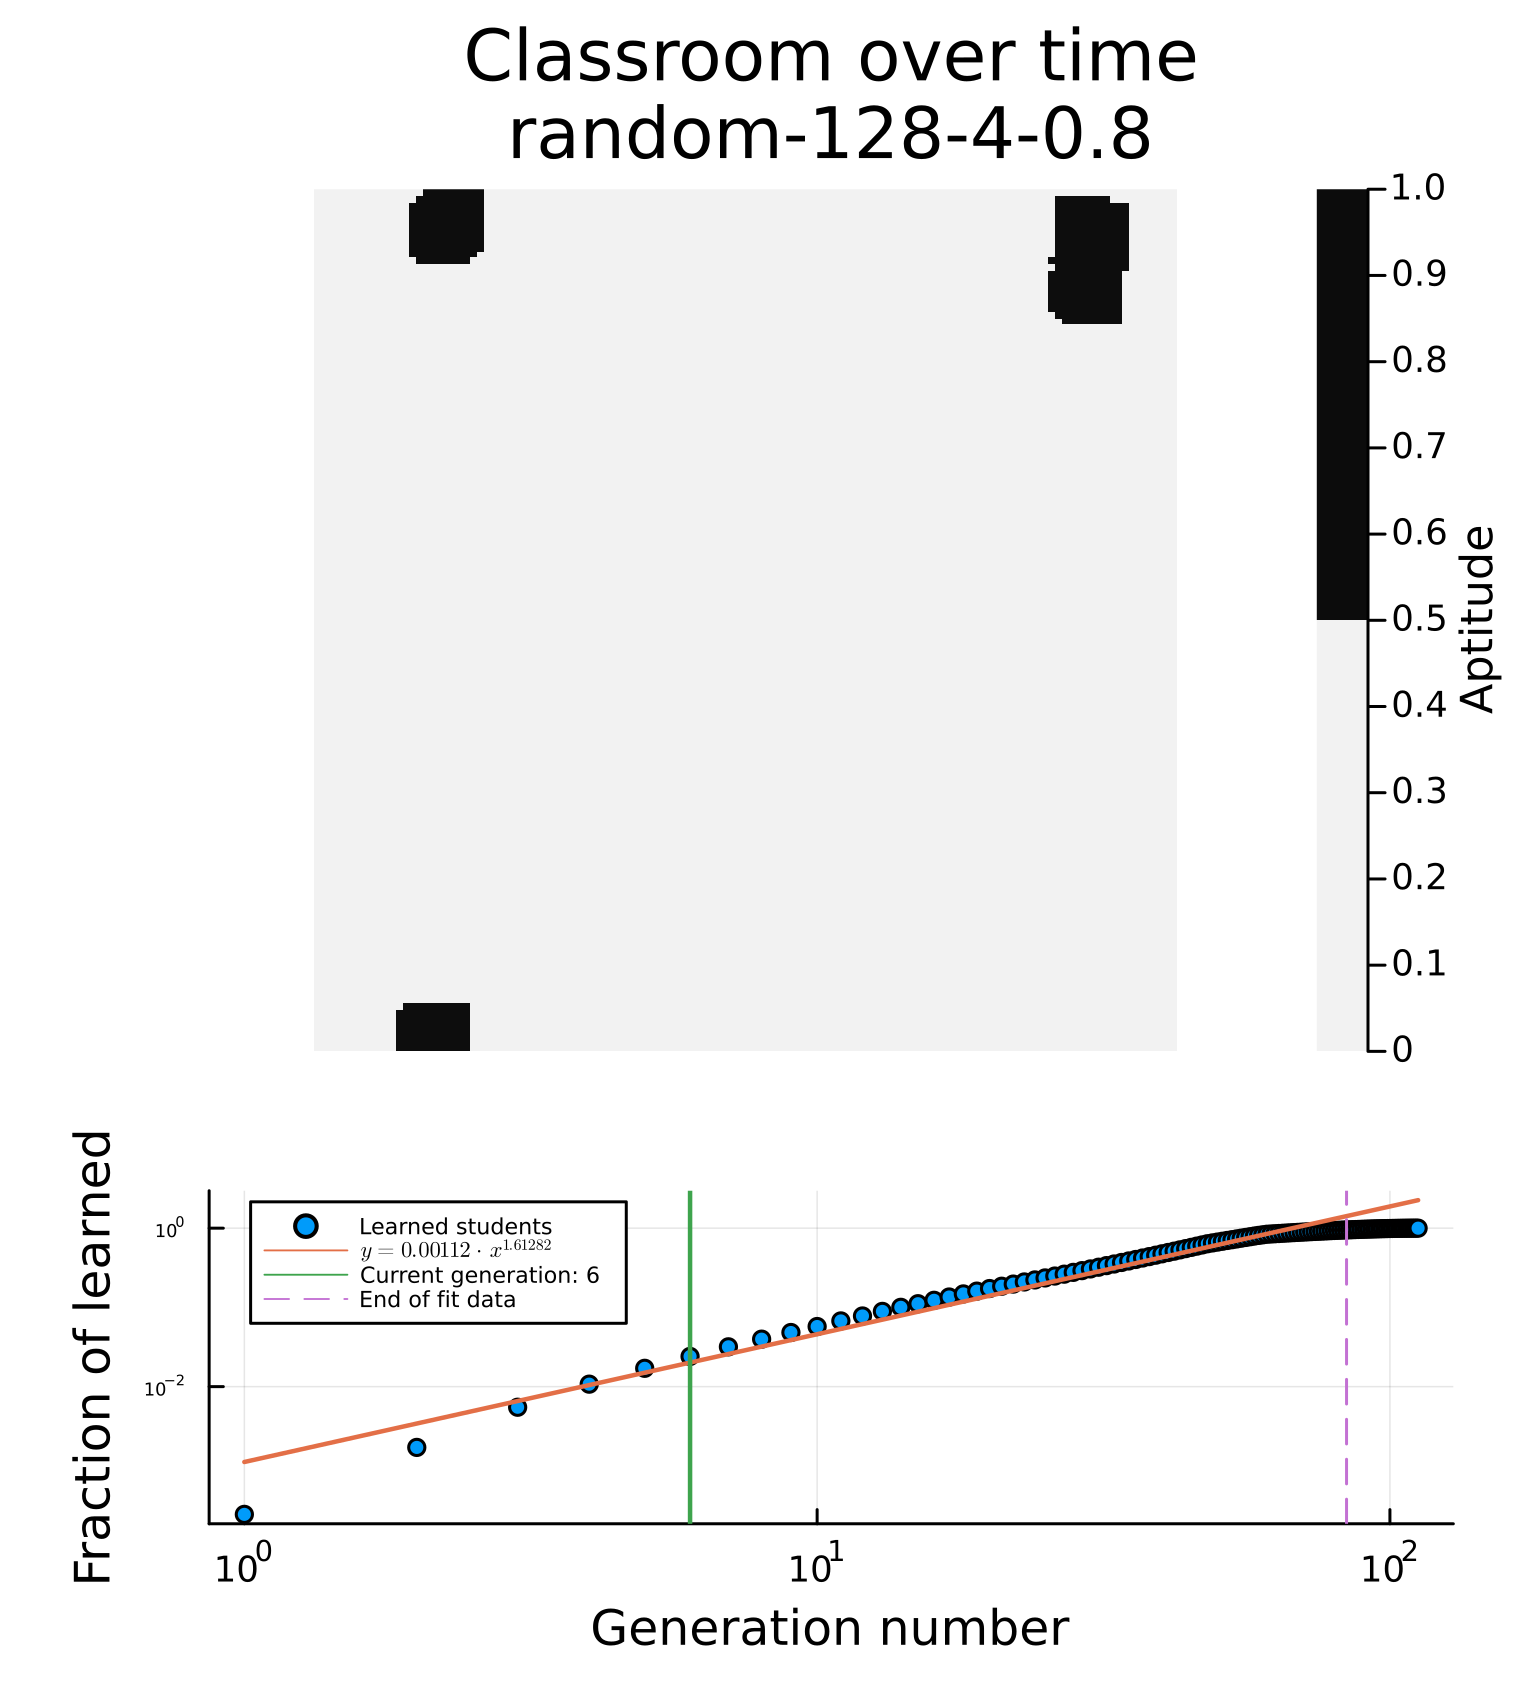 Classroom over time
random-128-4-0.8
1.0
0.9
0.8
0.7
0.6
0.5
0.4
0.3
0.2
0.1
0
Aptitude
Fraction of learned
10⁰
10⁻²
Learned students
y = 0.00112 · x^1.61282
Current generation: 6
End of fit data
10⁰ 10¹ 10²
Generation number